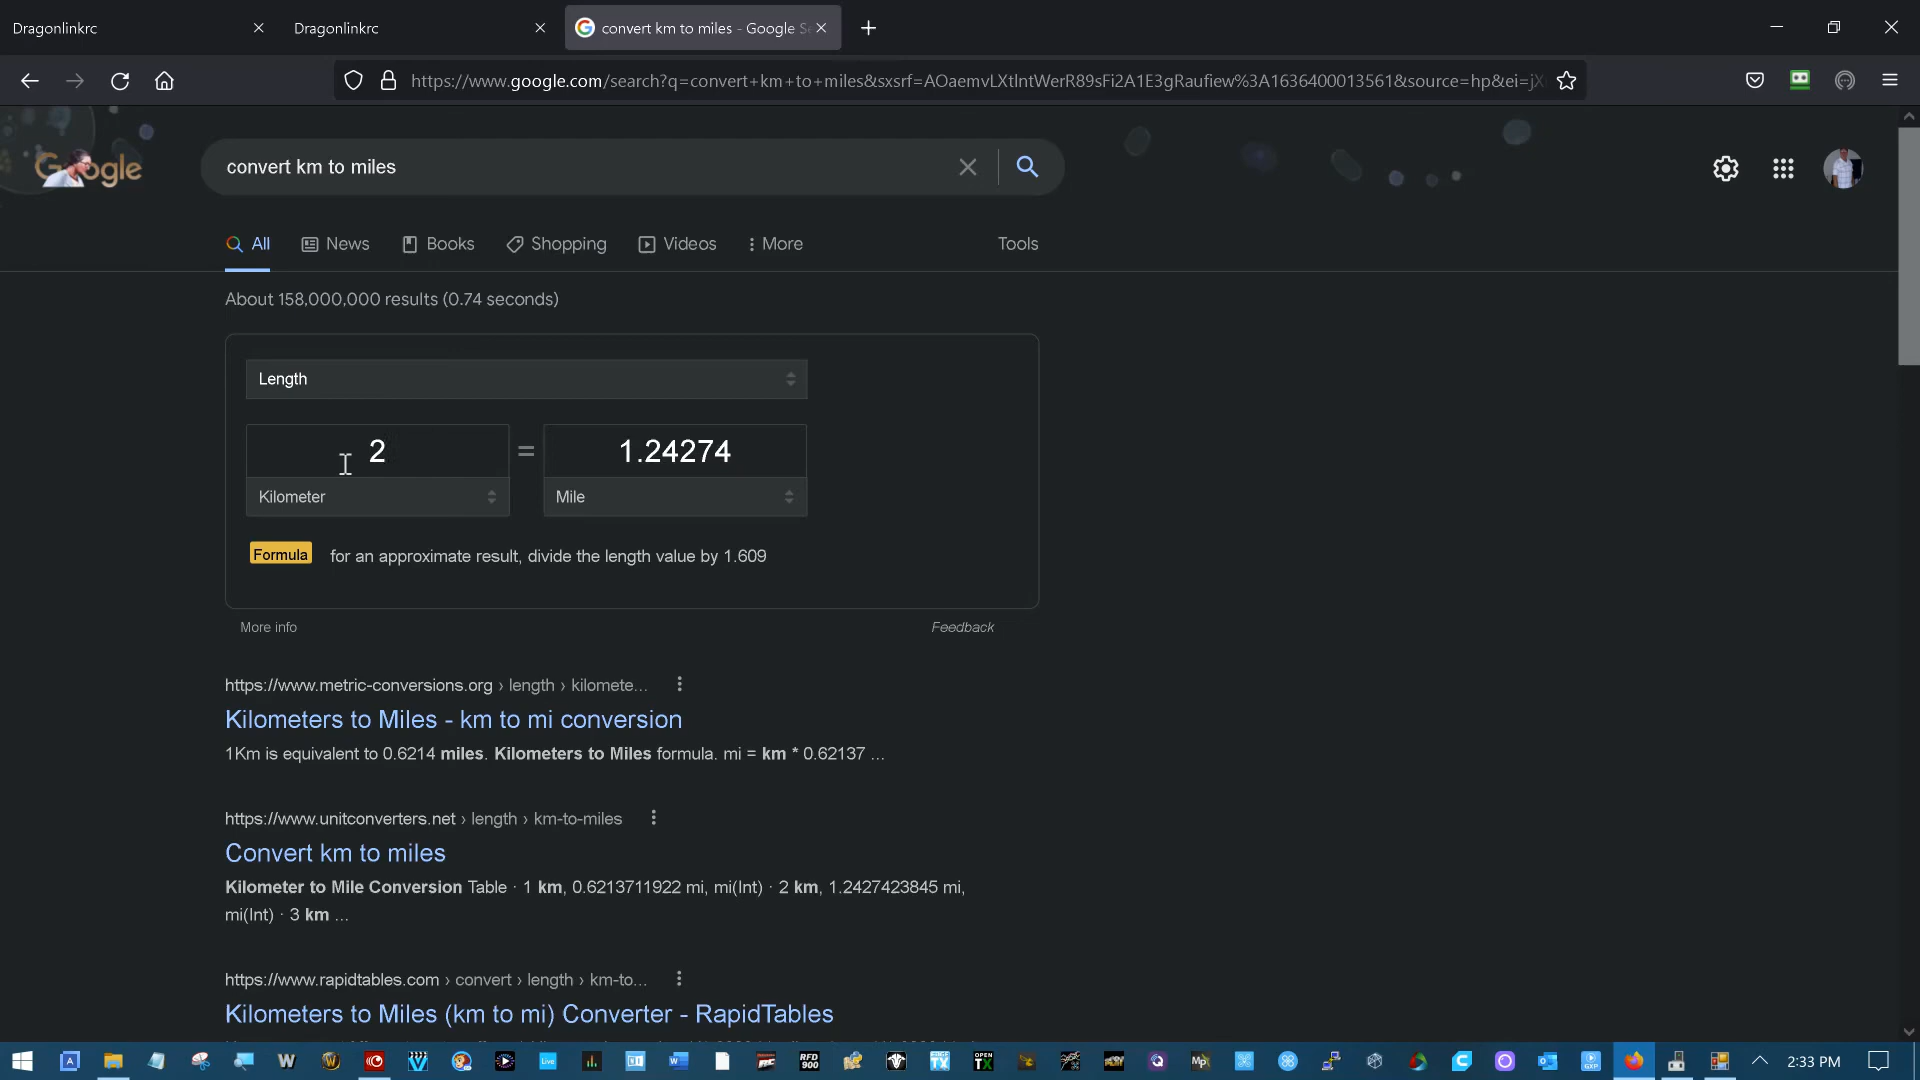 Dragonlinkrc
Dragonlinkrc
convert km to miles - Google Se
https://www.google.com/search?q=convert+km+to+miles&sxsrf=AOaemvLXtlntWerR89sFi2A1E3gRaufiew%3A1636400013561&source=hp&ei=jX
Google
convert km to miles
All News Books Shopping Videos More Tools
About 158,000,000 results (0.74 seconds)
Length
2 = 1.24274
Kilometer Mile
Formula for an approximate result, divide the length value by 1.609
More info Feedback
https://www.metric-conversions.org › length › kilomete...
Kilometers to Miles - km to mi conversion
1Km is equivalent to 0.6214 miles. Kilometers to Miles formula. mi = km * 0.62137 ...
https://www.unitconverters.net › length › km-to-miles
Convert km to miles
Kilometer to Mile Conversion Table · 1 km, 0.6213711922 mi, mi(Int) · 2 km, 1.2427423845 mi,
mi(Int) · 3 km ...
https://www.rapidtables.com › convert › length › km-to...
Kilometers to Miles (km to mi) Converter - RapidTables
2:33 PM